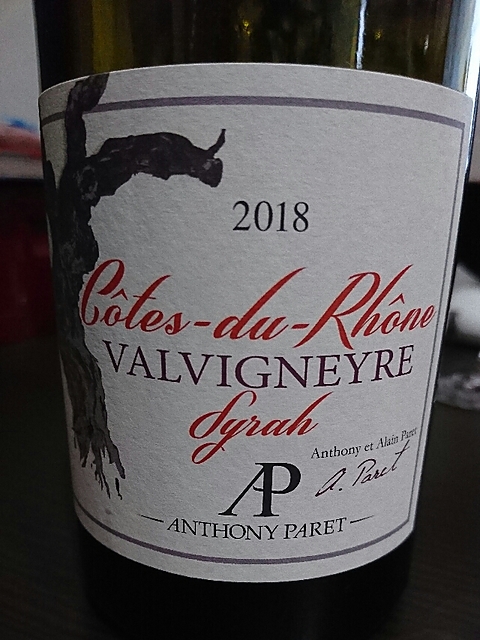 2018
Côtes-du-Rhône
VALVIGNEYRE
Syrah
Anthony et Alain Paret
A. Paret
AP
ANTHONY PARET